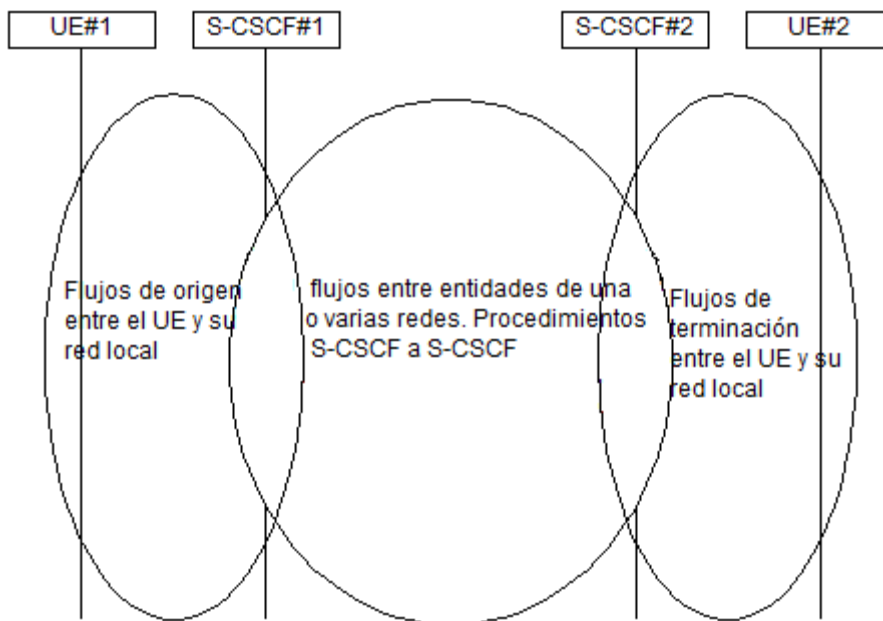 UE#1
S-CSCF#1
S-CSCF#2
UE#2
Flujos de origen
entre el UE y su
red local
flujos entre entidades de una
o varias redes. Procedimientos
S-CSCF a S-CSCF
Flujos de
terminación
entre el UE y su
red local